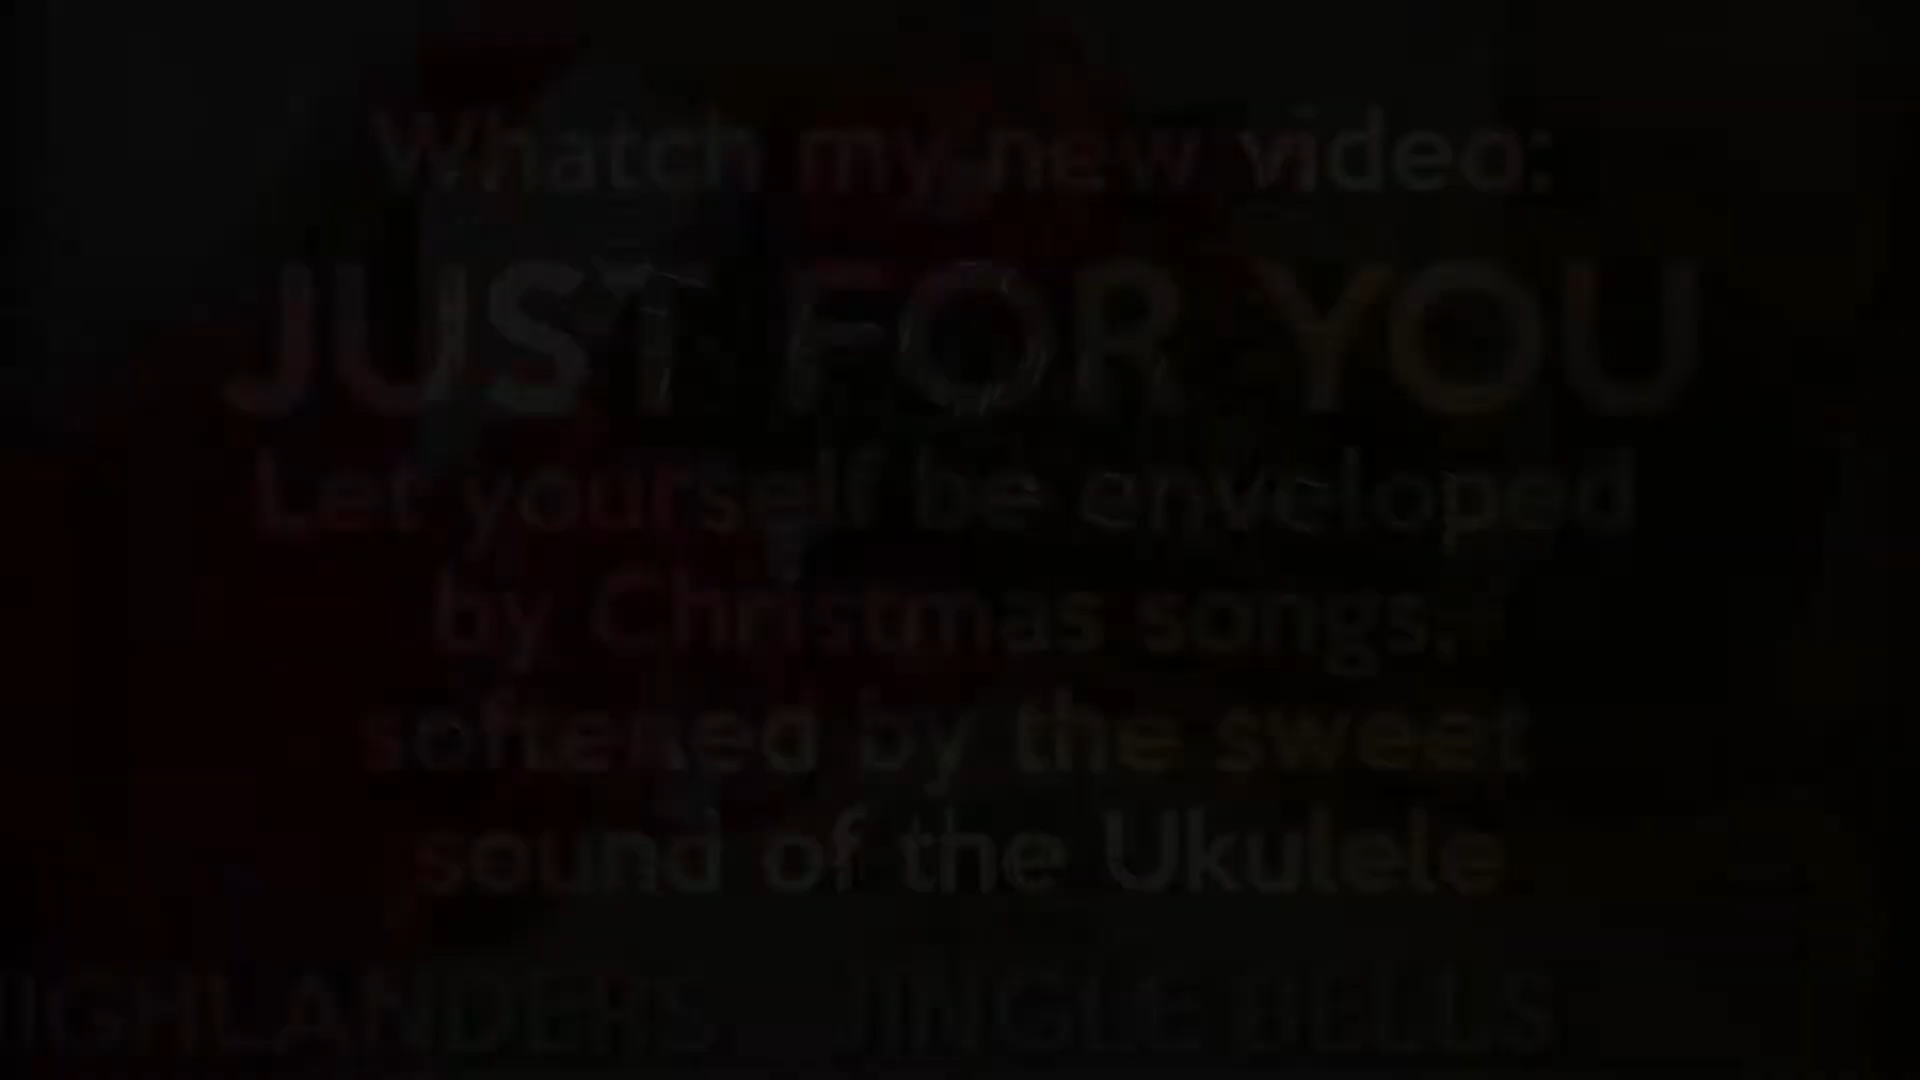 Whatch my new video:
JUST FOR YOU
Let yourself be enveloped
by Christmas songs,
softened by the sweet
sound of the Ukulele
IGHLANDERS JINGLE BELLS